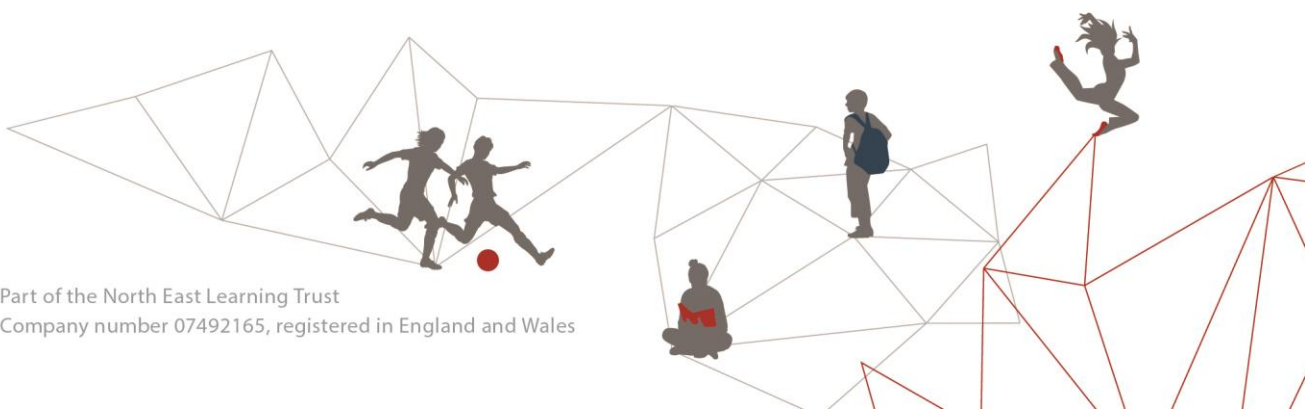 Part of the North East Learning Trust
Company number 07492165, registered in England and Wales